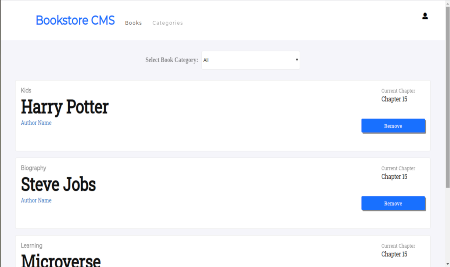 Bookstore CMS Books Categories
Select Book Category: All
Kids
Harry Potter
Author Name
Current Chapter
Chapter 15
Remove
Biography
Steve Jobs
Author Name
Current Chapter
Chapter 15
Remove
Learning
Microverse
Current Chapter
Chapter 15